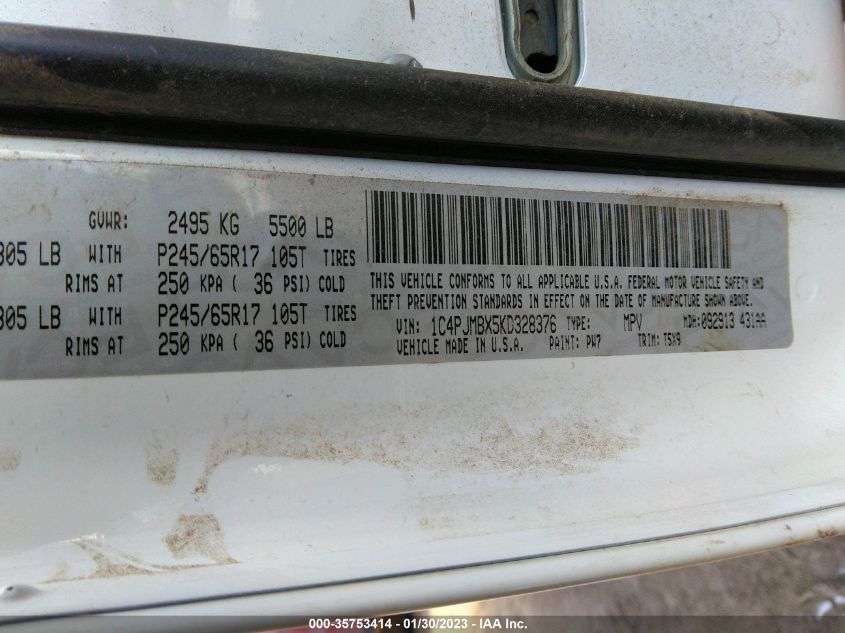 GVWR: 2495 KG 5500 LB
305 LB WITH P245/65R17 105T TIRES
RIMS AT 250 KPA ( 36 PSI) COLD
305 LB WITH P245/65R17 105T TIRES
RIMS AT 250 KPA ( 36 PSI) COLD
THIS VEHICLE CONFORMS TO ALL APPLICABLE U.S.A. FEDERAL MOTOR VEHICLE SAFETY AND
THEFT PREVENTION STANDARDS IN EFFECT ON THE DATE OF MANUFACTURE SHOWN ABOVE
VIN: 1C4PJMBX5KD328376 TYPE: MPV MDH:092913 431AA
VEHICLE MADE IN U.S.A. PAINT: PW7 TRIM: T5X9
000-35753414 - 01/30/2023 - IAA Inc.